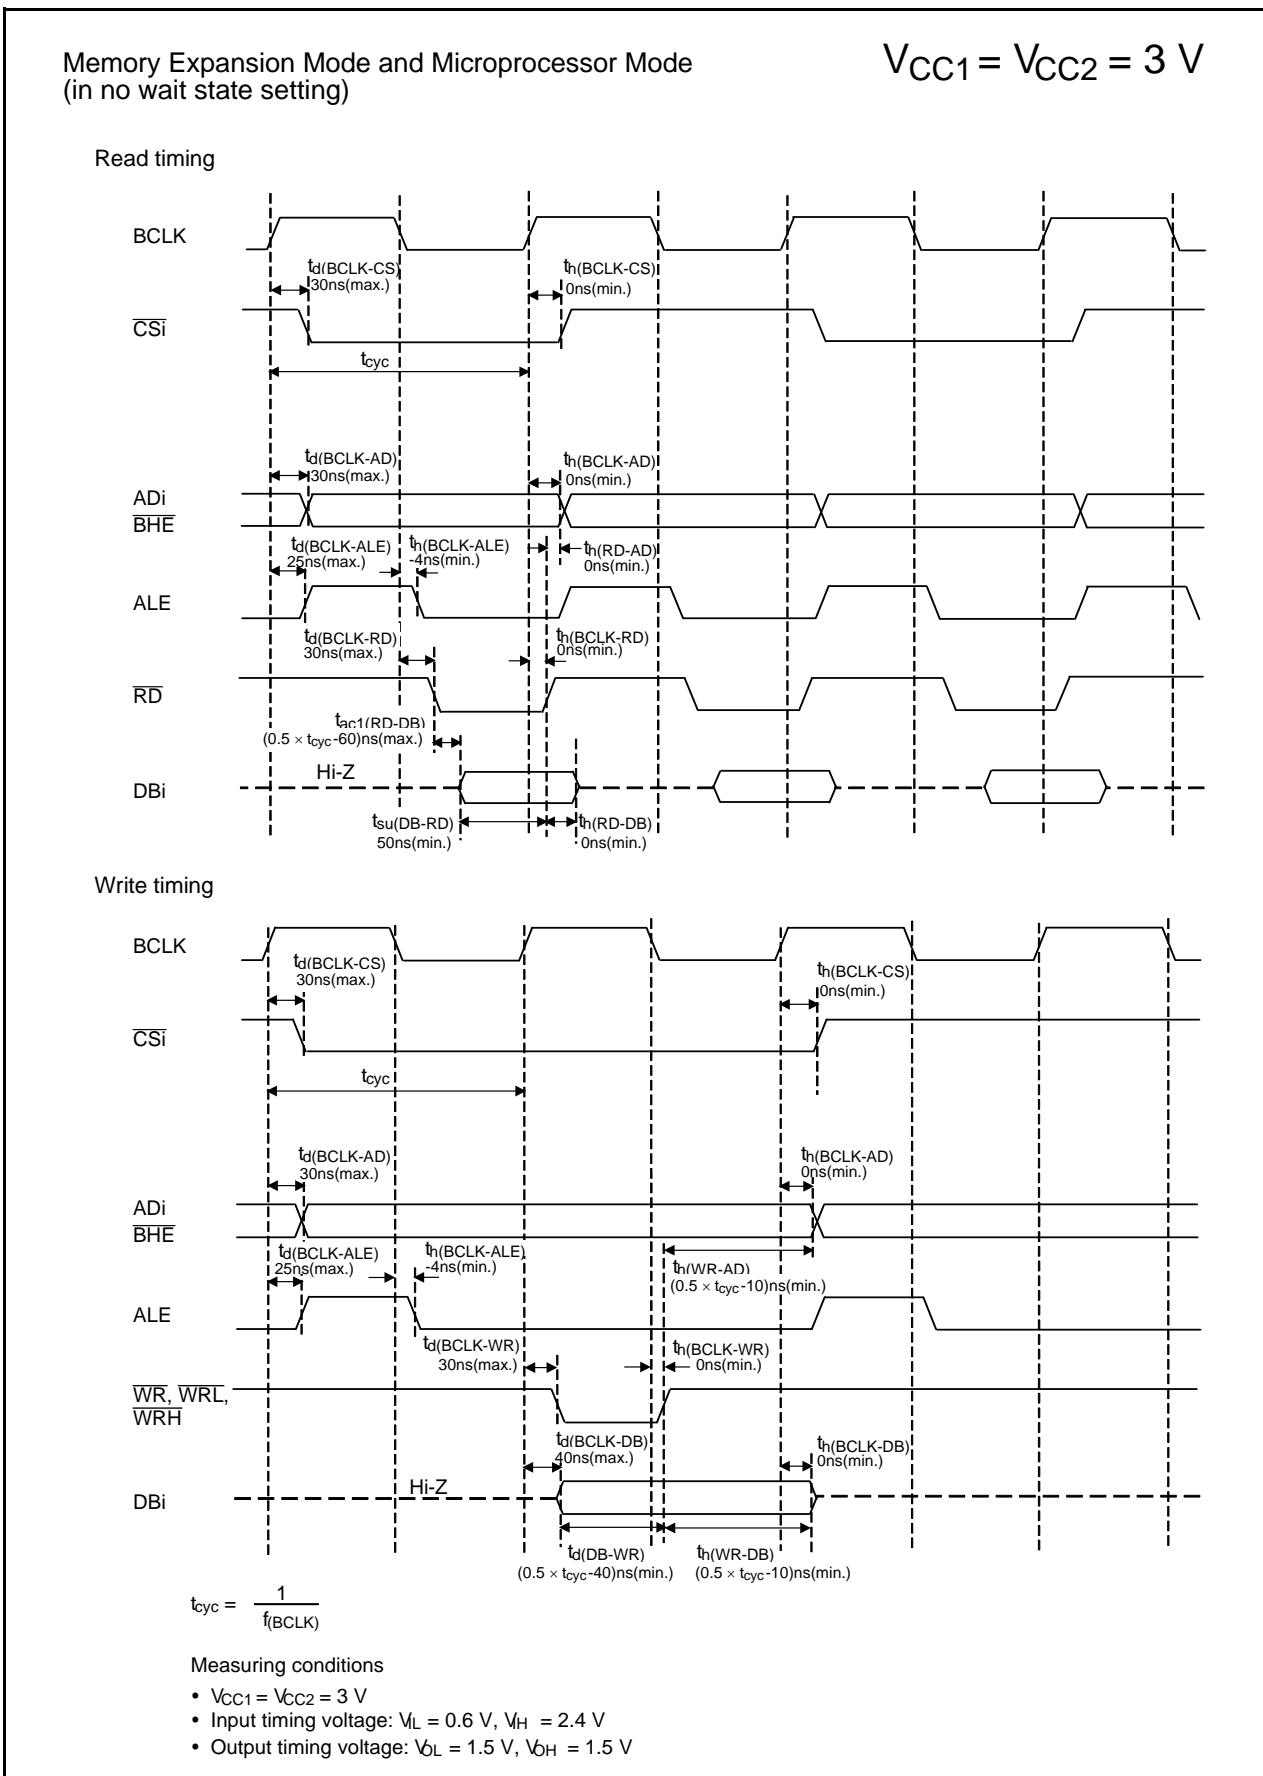 Memory Expansion Mode and Microprocessor Mode
(in no wait state setting)
VCC1 = VCC2 = 3 V
Read timing
BCLK
td(BCLK-CS)
30ns(max.)
th(BCLK-CS)
0ns(min.)
CSi
tcyc
td(BCLK-AD)
30ns(max.)
th(BCLK-AD)
0ns(min.)
ADi
BHE
td(BCLK-ALE)
25ns(max.)
th(BCLK-ALE)
-4ns(min.)
th(RD-AD)
0ns(min.)
ALE
td(BCLK-RD)
30ns(max.)
th(BCLK-RD)
0ns(min.)
RD
tac1(RD-DB)
(0.5 × tcyc-60)ns(max.)
Hi-Z
DBi
tsu(DB-RD)
50ns(min.)
th(RD-DB)
0ns(min.)
Write timing
BCLK
td(BCLK-CS)
30ns(max.)
th(BCLK-CS)
0ns(min.)
CSi
tcyc
td(BCLK-AD)
30ns(max.)
th(BCLK-AD)
0ns(min.)
ADi
BHE
td(BCLK-ALE)
25ns(max.)
th(BCLK-ALE)
-4ns(min.)
th(WR-AD)
(0.5 × tcyc-10)ns(min.)
ALE
td(BCLK-WR)
30ns(max.)
th(BCLK-WR)
0ns(min.)
WR, WRL,
WRH
td(BCLK-DB)
40ns(max.)
th(BCLK-DB)
0ns(min.)
Hi-Z
DBi
td(DB-WR)
(0.5 × tcyc-40)ns(min.)
th(WR-DB)
(0.5 × tcyc-10)ns(min.)
tcyc = 1
f(BCLK)
Measuring conditions
• VCC1 = VCC2 = 3 V
• Input timing voltage: VIL = 0.6 V, VIH = 2.4 V
• Output timing voltage: VOL = 1.5 V, VOH = 1.5 V